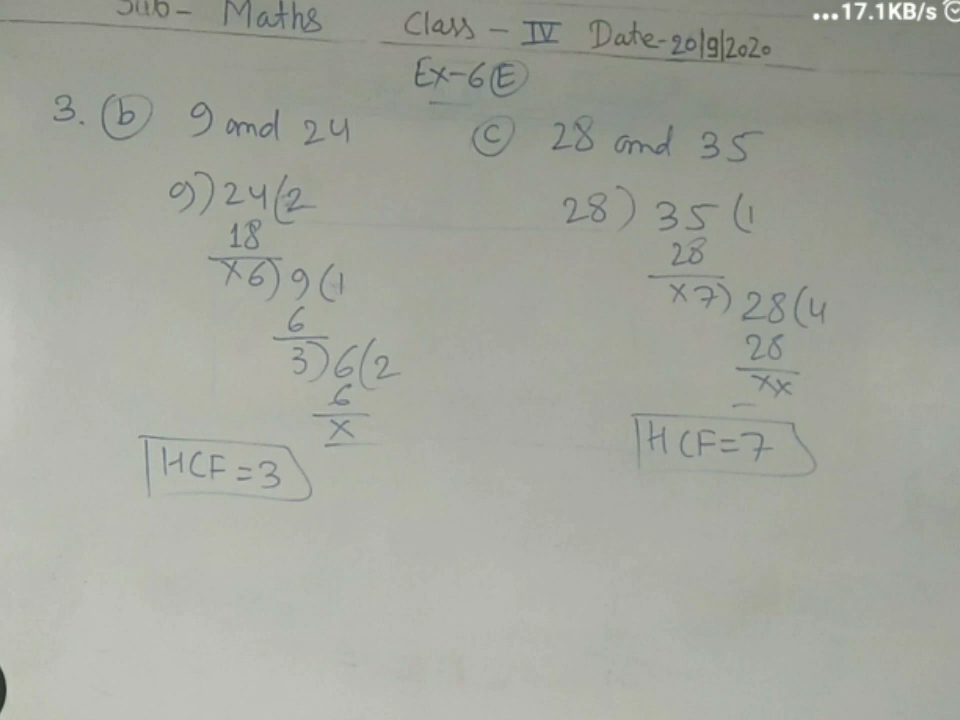 ...17.1KB/s
Sub- Maths Class - IV Date-20/9/2020
Ex-6 E
3. b 9 and 24
9)24(2
18
x6)9(1
6
3)6(2
6
x
HCF=3
c 28 and 35
28)35(1
28
x7)28(4
28
xx
HCF=7